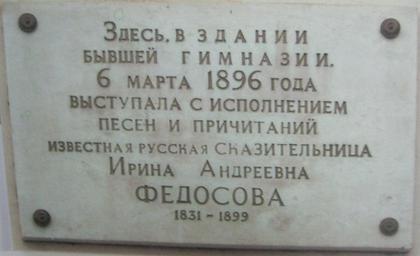 ЗДЕСЬ, В ЗДАНИИ
БЫВШЕЙ ГИМНАЗИИ.
6 МАРТА 1896 ГОДА
ВЫСТУПАЛА С ИСПОЛНЕНИЕМ
ПЕСЕН И ПРИЧИТАНИЙ
ИЗВЕСТНАЯ РУССКАЯ СКАЗИТЕЛЬНИЦА
ИРИНА АНДРЕЕВНА
ФЕДОСОВА
1831 - 1899